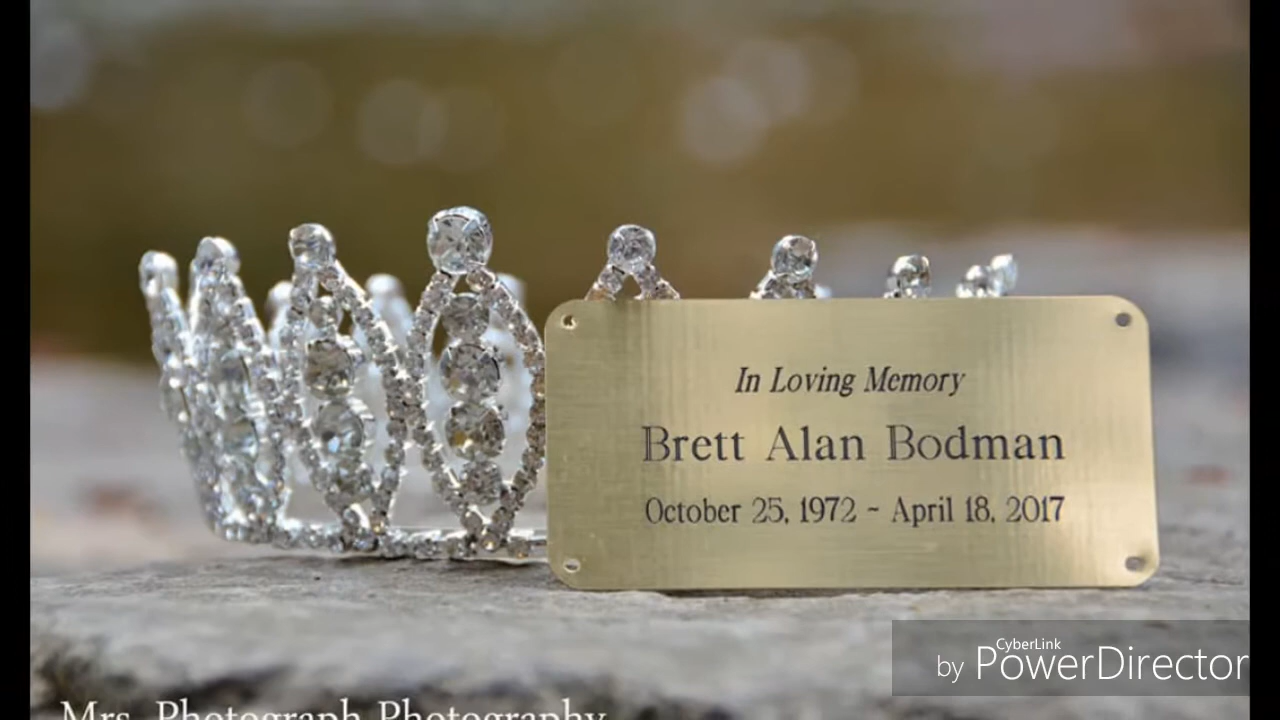 In Loving Memory
Brett Alan Bodman
October 25, 1972 ~ April 18, 2017
CyberLink
by PowerDirector
Mrs. Photograph Photography